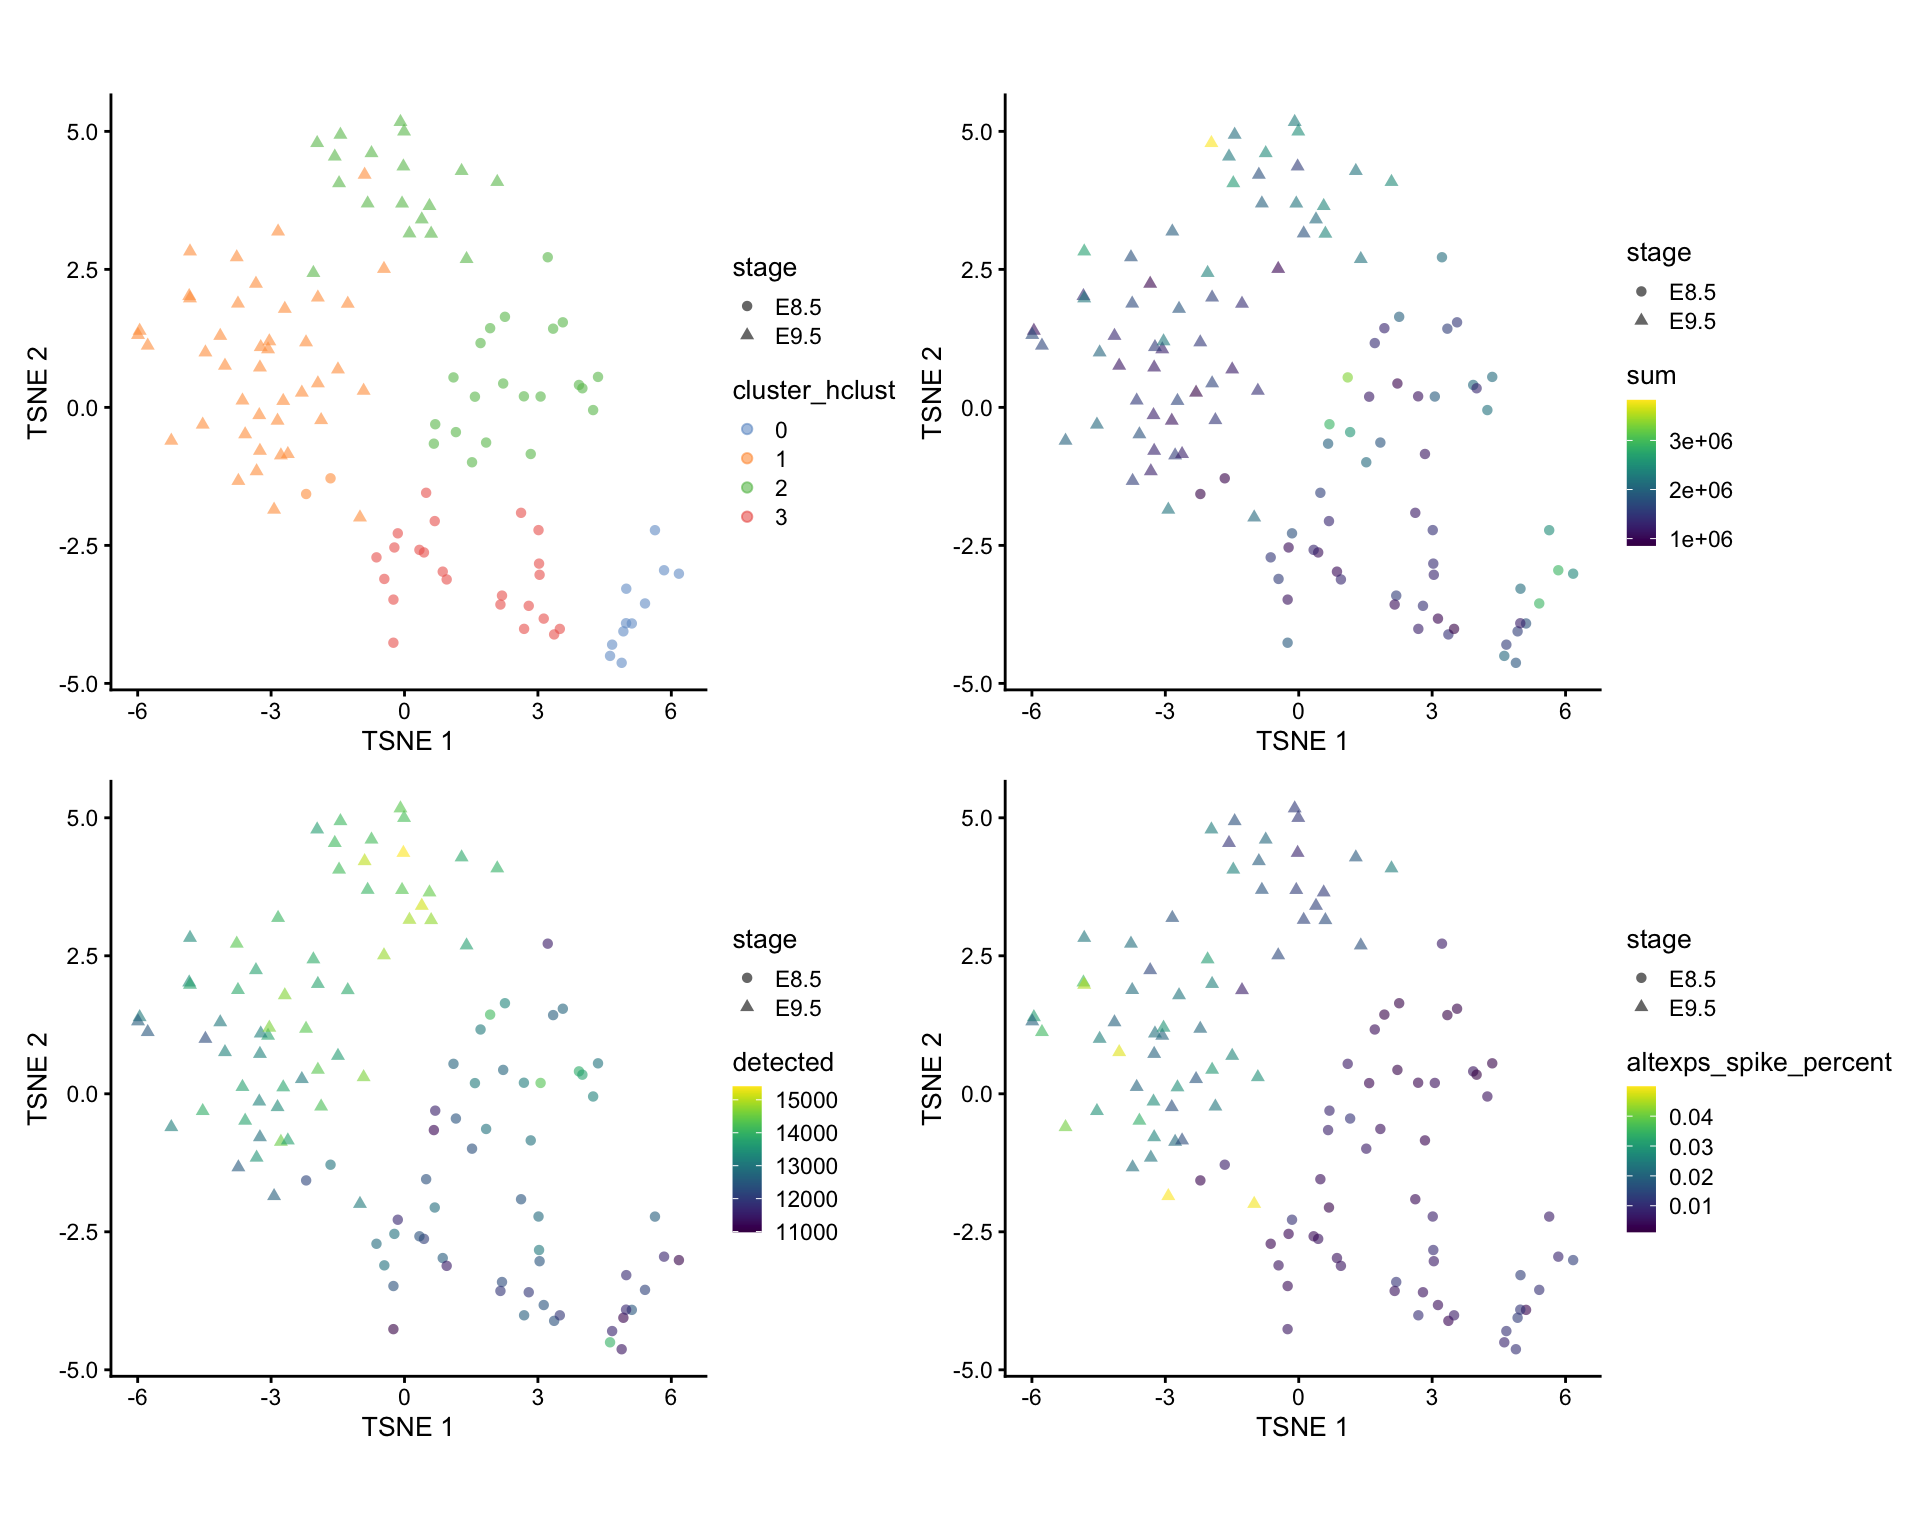 5.0
2.5
0.0
-2.5
-5.0
TSNE 2
-6 -3 0 3 6
TSNE 1
stage
E8.5
E9.5
cluster_hclust
0
1
2
3
5.0
2.5
0.0
-2.5
-5.0
TSNE 2
-6 -3 0 3 6
TSNE 1
stage
E8.5
E9.5
sum
3e+06
2e+06
1e+06
5.0
2.5
0.0
-2.5
-5.0
TSNE 2
-6 -3 0 3 6
TSNE 1
stage
E8.5
E9.5
detected
15000
14000
13000
12000
11000
5.0
2.5
0.0
-2.5
-5.0
TSNE 2
-6 -3 0 3 6
TSNE 1
stage
E8.5
E9.5
altexps_spike_percent
0.04
0.03
0.02
0.01